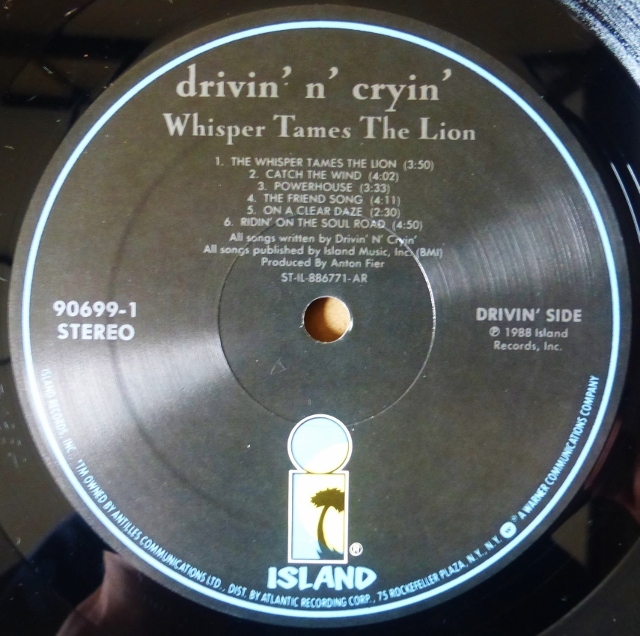 drivin' n' cryin'
Whisper Tames The Lion
1. THE WHISPER TAMES THE LION (3:50)
2. CATCH THE WIND (4:02)
3. POWERHOUSE (3:33)
4. THE FRIEND SONG (4:11)
5. ON A CLEAR DAZE (2:30)
6. RIDIN' ON THE SOUL ROAD (4:50)
All songs written by Drivin' N' Cryin'
All songs published by Island Music, Inc. (BMI)
Produced By Anton Fier
ST-IL-886771-AR
90699-1
STEREO
DRIVIN' SIDE
℗ 1988 Island
Records, Inc.
ISLAND®
ISLAND RECORDS, INC. *TM OWNED BY ANTILLES COMMUNICATIONS LTD., DIST. BY ATLANTIC RECORDING CORP., 75 ROCKEFELLER PLAZA, N.Y., N.Y. ® A WARNER COMMUNICATIONS COMPANY